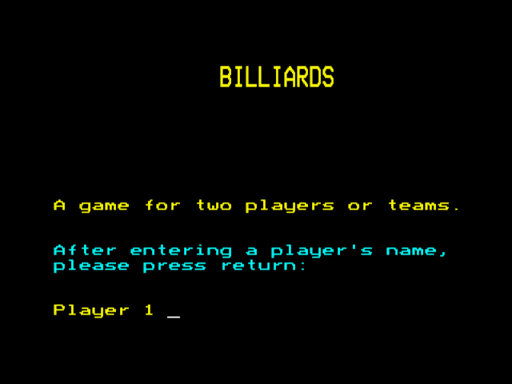 BILLIARDS
A game for two players or teams.
After entering a player's name,
please press return:
Player 1 _